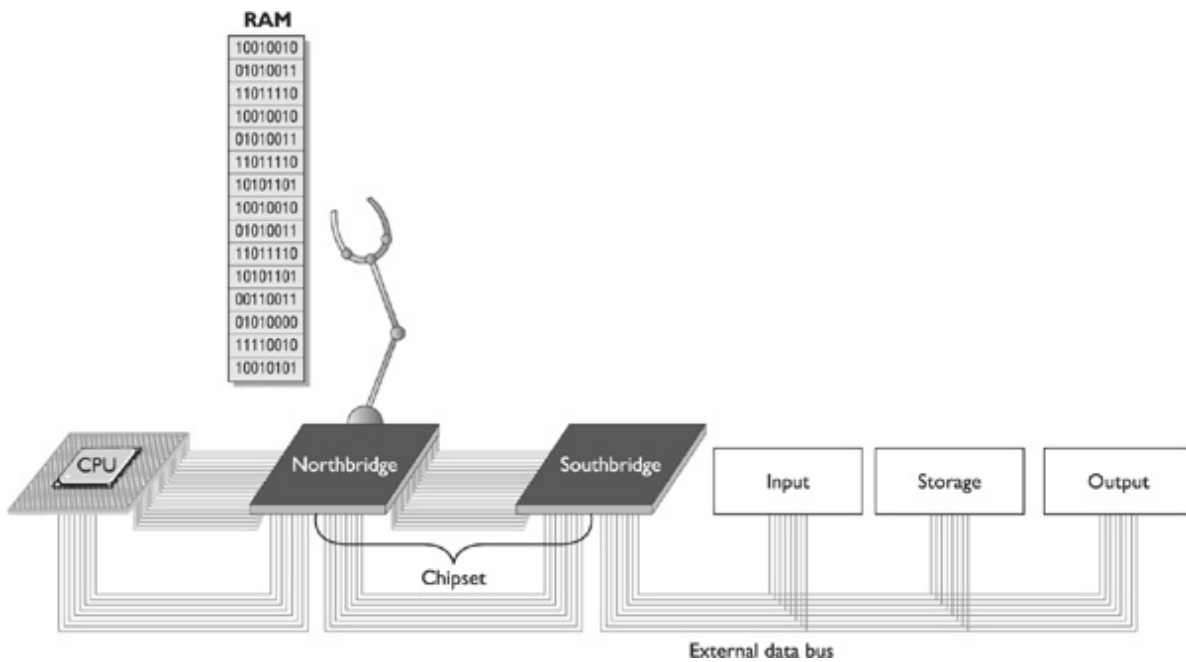 RAM
10010010
01010011
11011110
10010010
01010011
11011110
10101101
10010010
01010011
11011110
10101101
00110011
01010000
11110010
10010101
CPU
Northbridge
Southbridge
Input
Storage
Output
Chipset
External data bus